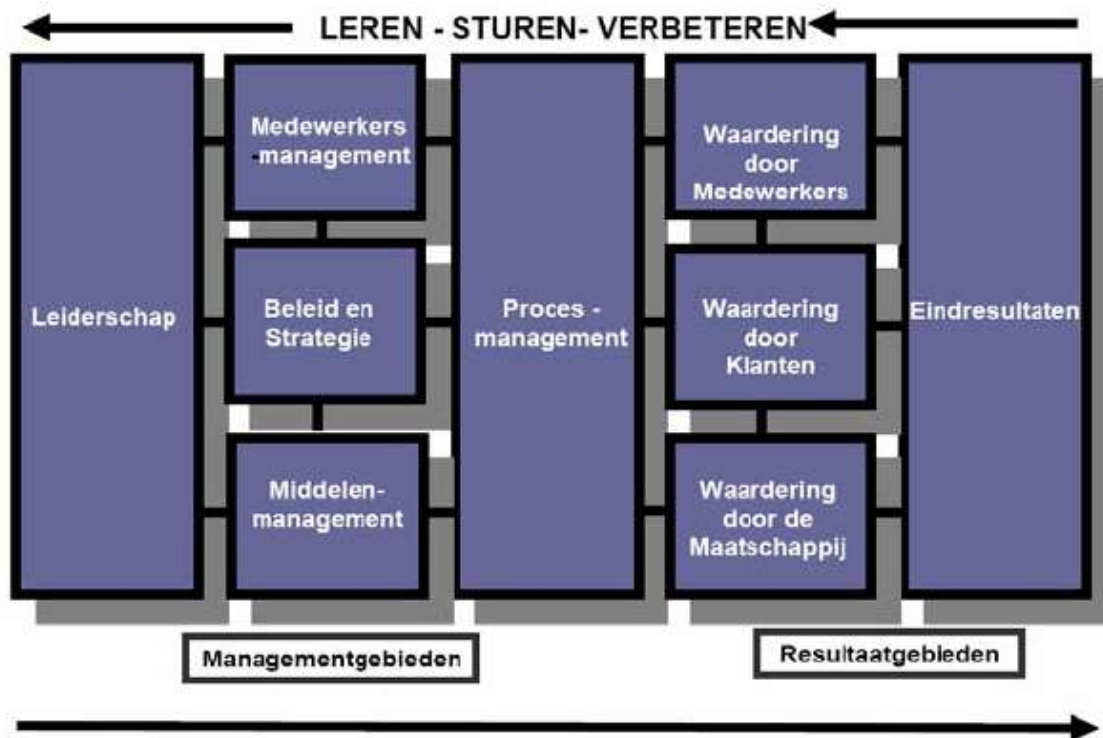 LEREN - STUREN- VERBETEREN
Leiderschap
Medewerkers
-management
Beleid en
Strategie
Middelen-
management
Proces -
management
Waardering
door
Medewerkers
Waardering
door
Klanten
Waardering
door de
Maatschappij
Eindresultaten
Managementgebieden
Resultaatgebieden